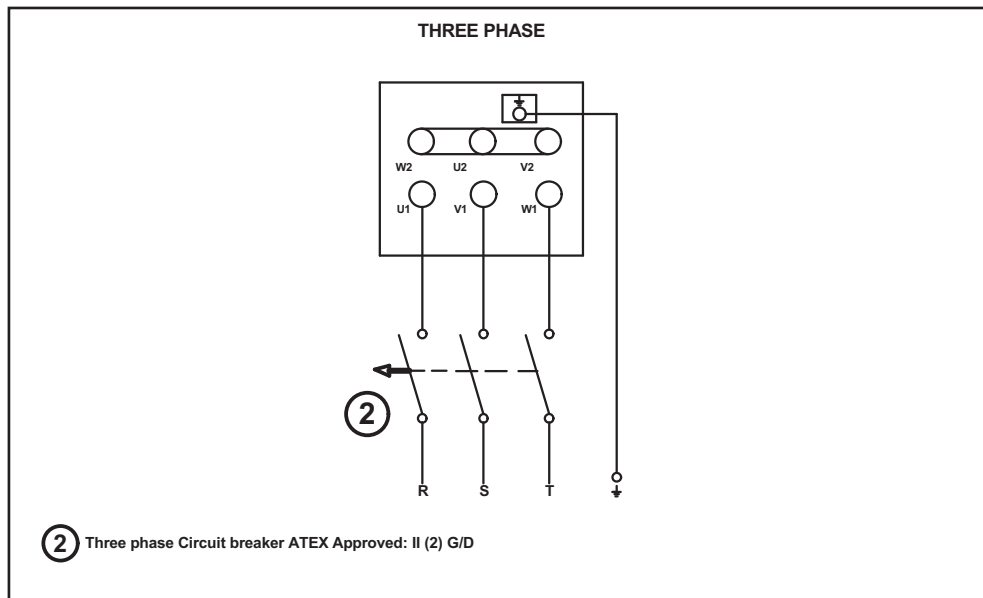 THREE PHASE
W2 U2 V2
U1 V1 W1
2
R S T
2 Three phase Circuit breaker ATEX Approved: II (2) G/D